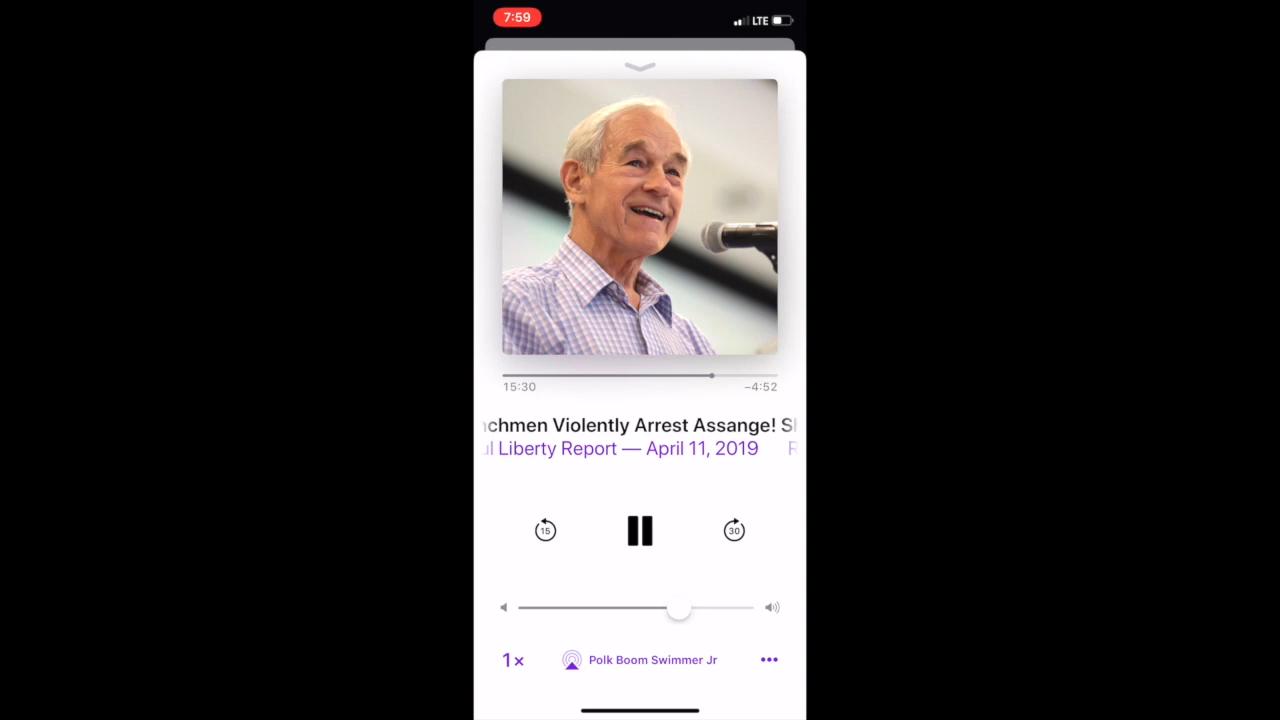 7:59
LTE
15:30
–4:52
chmen Violently Arrest Assange! S
Liberty Report — April 11, 2019
15
30
1×
Polk Boom Swimmer Jr